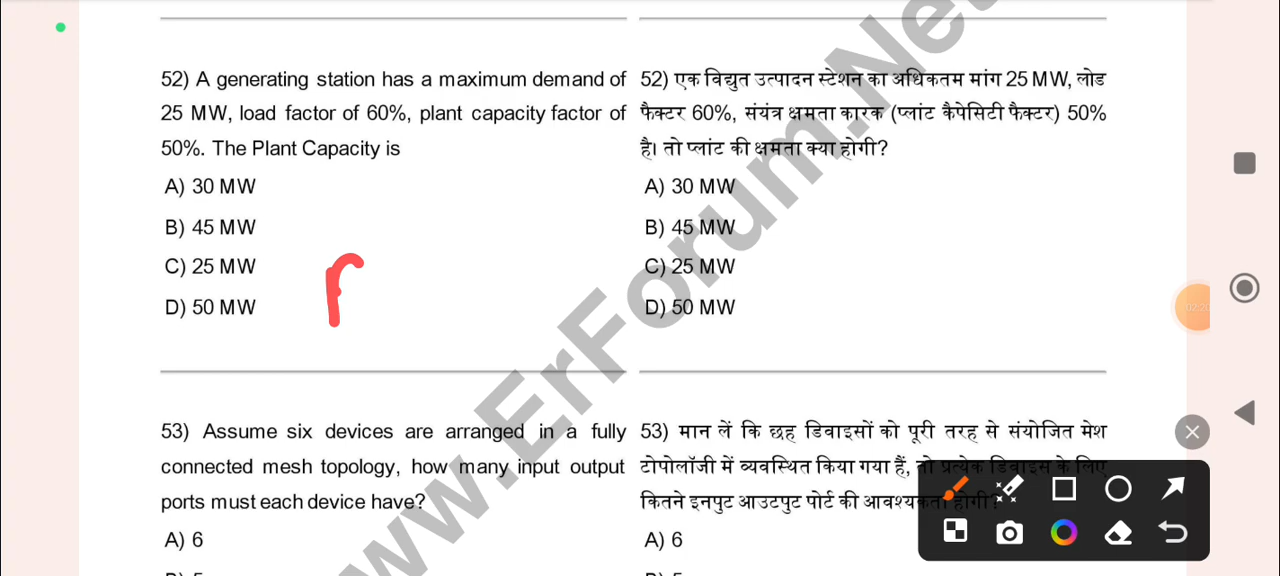 52) A generating station has a maximum demand of
25 MW, load factor of 60%, plant capacity factor of
50%. The Plant Capacity is
A) 30 MW
B) 45 MW
C) 25 MW
D) 50 MW
52) एक विद्युत उत्पादन स्टेशन का अधिकतम मांग 25 MW, लोड
फैक्टर 60%, संयंत्र क्षमता कारक (प्लांट कैपेसिटी फैक्टर) 50%
है। तो प्लांट की क्षमता क्या होगी?
A) 30 MW
B) 45 MW
C) 25 MW
D) 50 MW
53) Assume six devices are arranged in a fully
connected mesh topology, how many input output
ports must each device have?
A) 6
53) मान लें कि छह डिवाइसों को पूरी तरह से संयोजित मेश
टोपोलॉजी में व्यवस्थित किया गया हैं, तो प्रत्येक डिवाइस के लिए
कितने इनपुट आउटपुट पोर्ट की आवश्यकता होगी?
A) 6
www.ErForum.Net